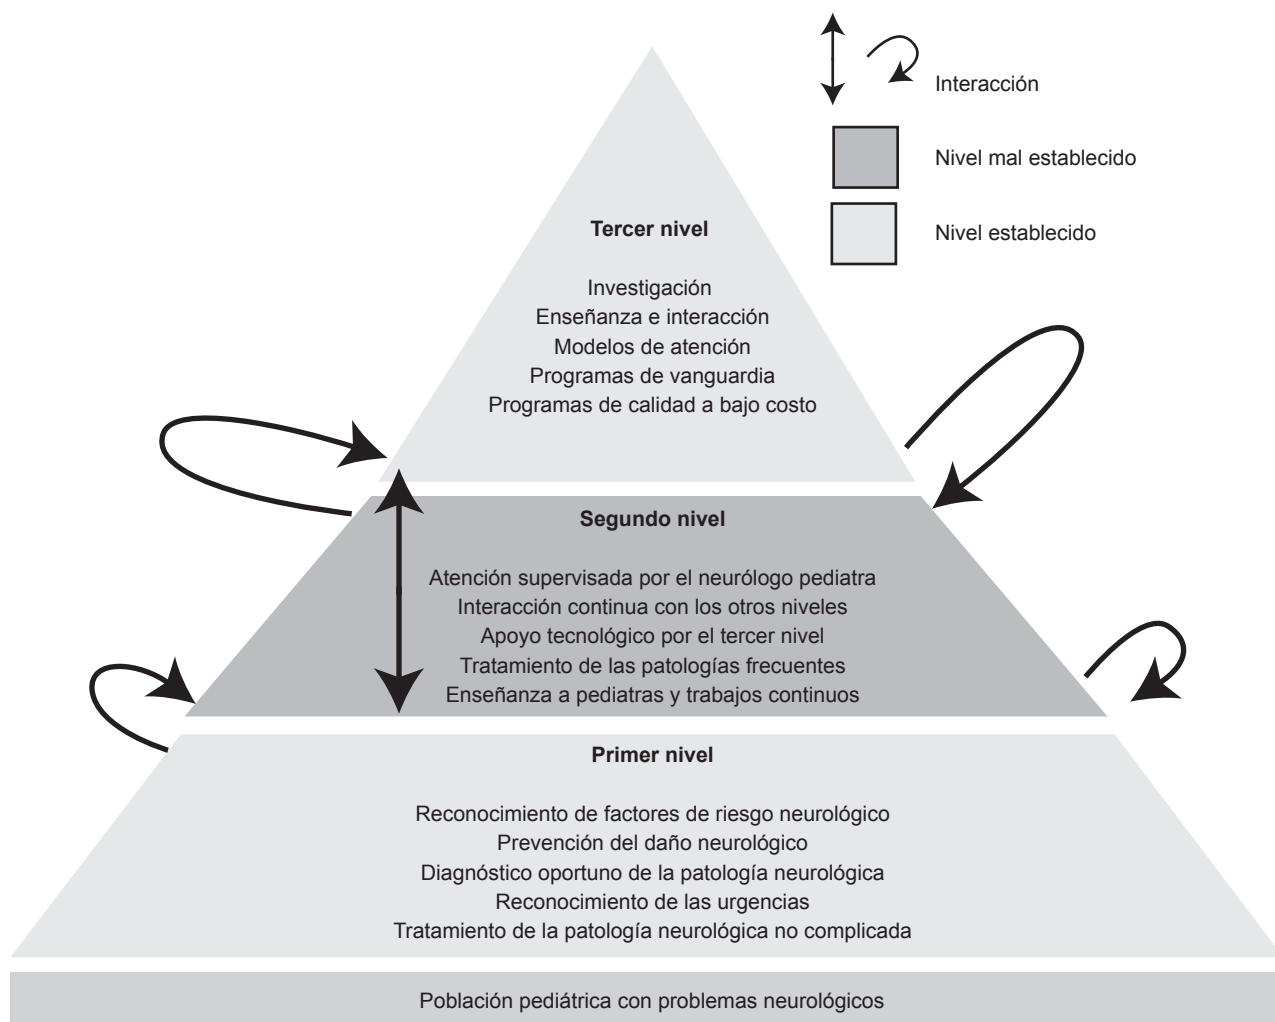 Interacción
Nivel mal establecido
Nivel establecido
Tercer nivel
Investigación
Enseñanza e interacción
Modelos de atención
Programas de vanguardia
Programas de calidad a bajo costo
Segundo nivel
Atención supervisada por el neurólogo pediatra
Interacción continua con los otros niveles
Apoyo tecnológico por el tercer nivel
Tratamiento de las patologías frecuentes
Enseñanza a pediatras y trabajos continuos
Primer nivel
Reconocimiento de factores de riesgo neurológico
Prevención del daño neurológico
Diagnóstico oportuno de la patología neurológica
Reconocimiento de las urgencias
Tratamiento de la patología neurológica no complicada
Población pediátrica con problemas neurológicos